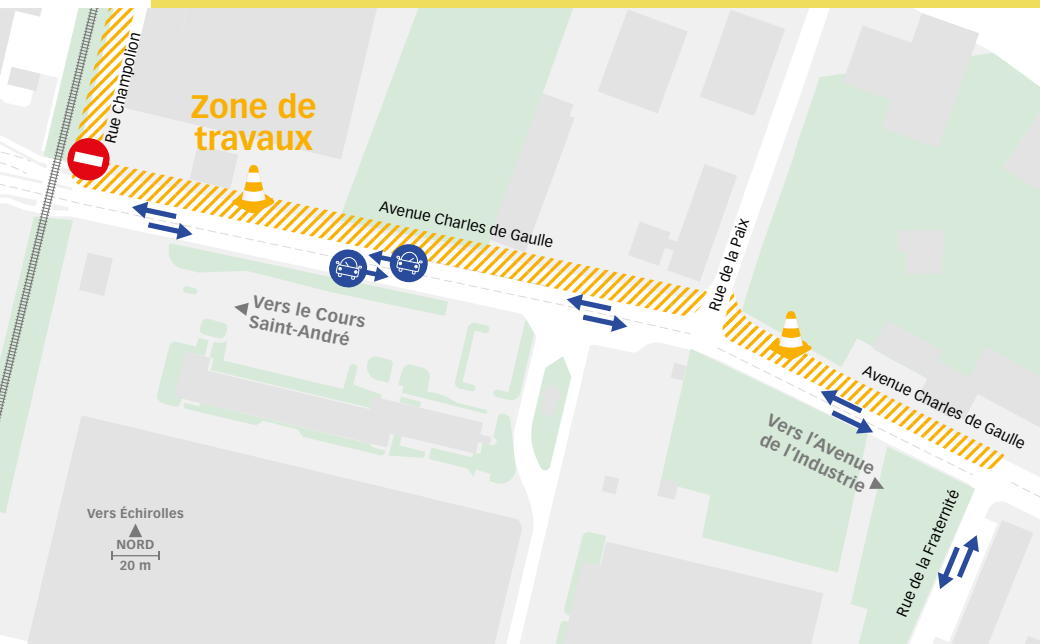 Rue Champolion
zone de
travaux
Avenue Charles de Gaulle
Rue de la Paix
Vers le Cours
Saint-André
Avenue Charles de Gaulle
Vers l'Avenue
de l'Industrie
Rue de la Fraternité
Vers Échirolles
NORD
20 m